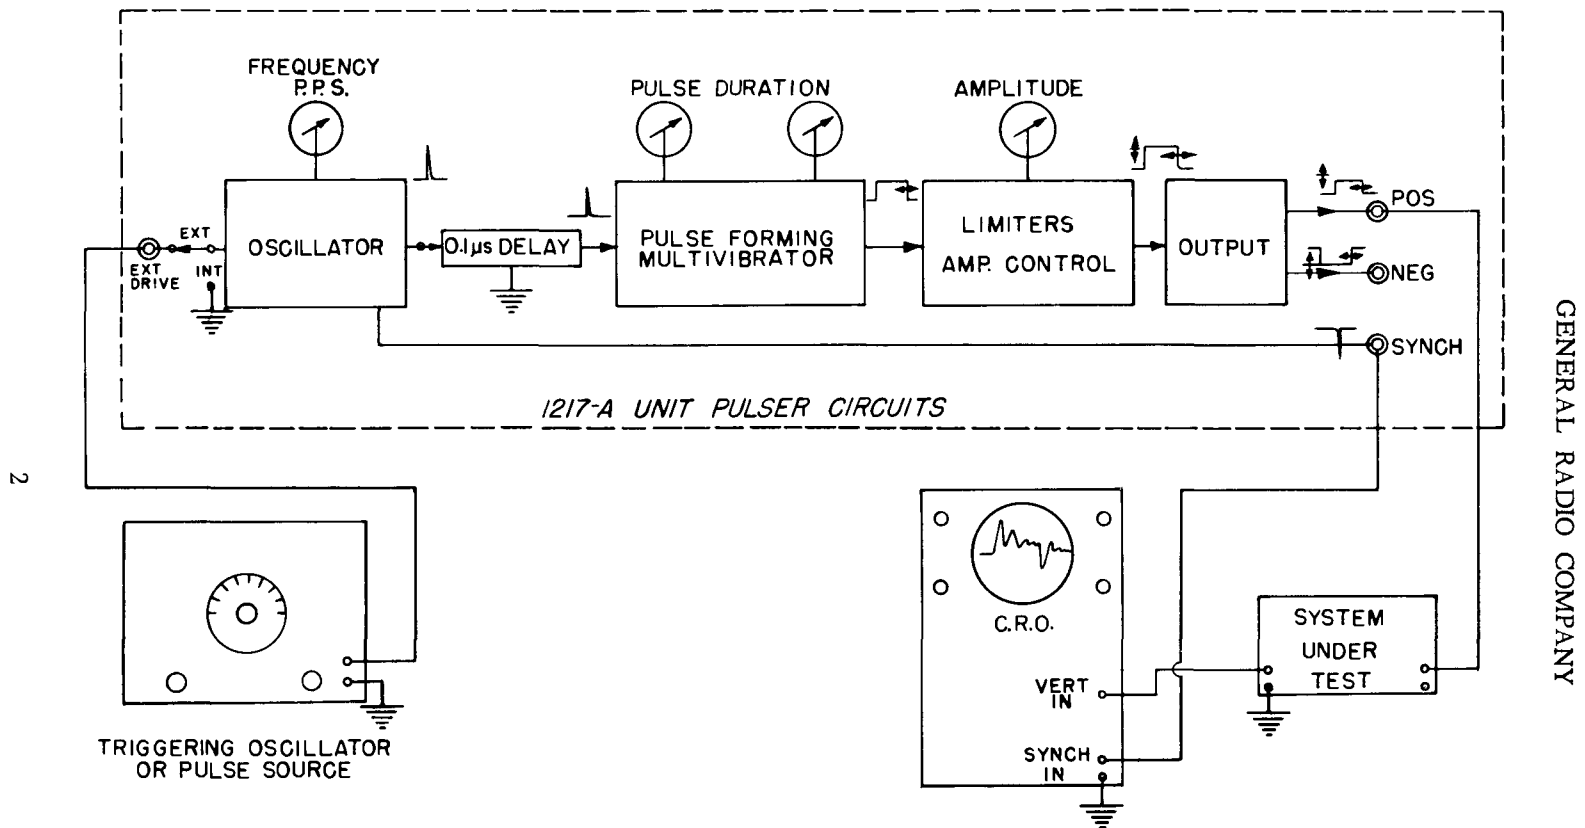 FREQUENCY
P.P.S.
PULSE DURATION
AMPLITUDE
EXT
EXT
DRIVE
INT
OSCILLATOR
0.1µs DELAY
PULSE FORMING
MULTIVIBRATOR
LIMITERS
AMP. CONTROL
OUTPUT
POS
NEG
SYNCH
1217-A UNIT PULSER CIRCUITS
TRIGGERING OSCILLATOR
OR PULSE SOURCE
C.R.O.
VERT
IN
SYNCH
IN
SYSTEM
UNDER
TEST
2
GENERAL RADIO COMPANY